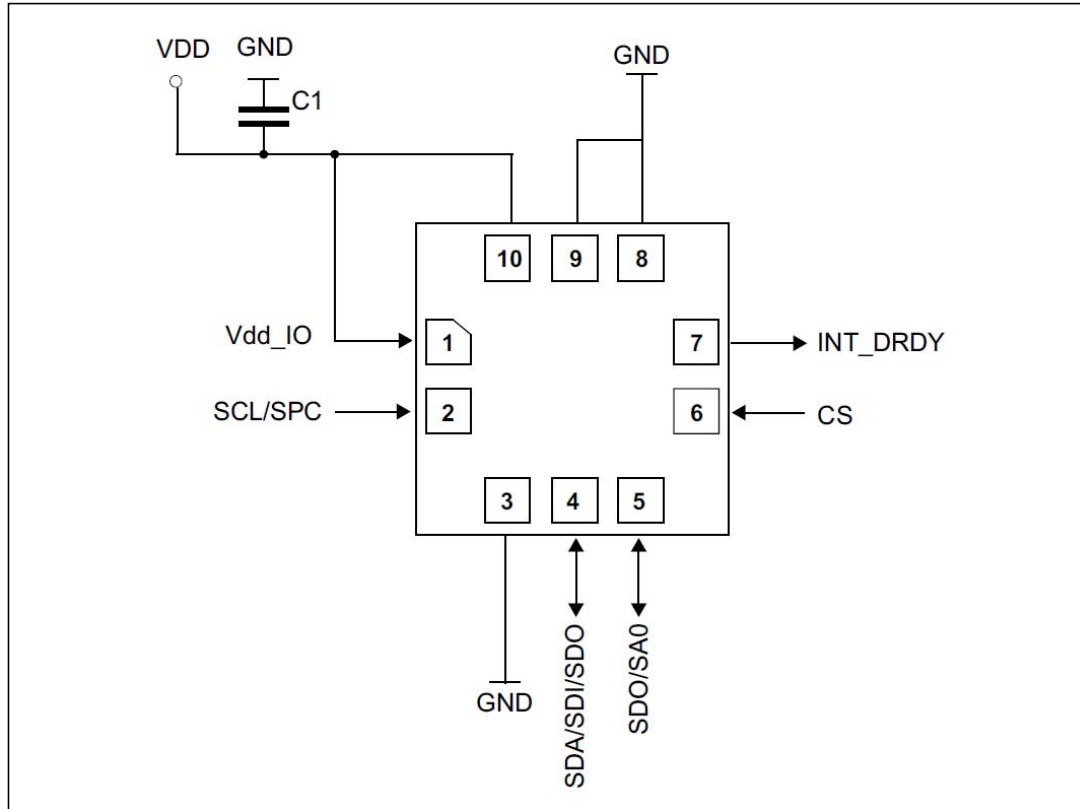 VDD
GND
GND
C1
10
9
8
Vdd_IO
1
7
INT_DRDY
SCL/SPC
2
6
CS
3
4
5
GND
SDA/SDI/SDO
SDO/SA0